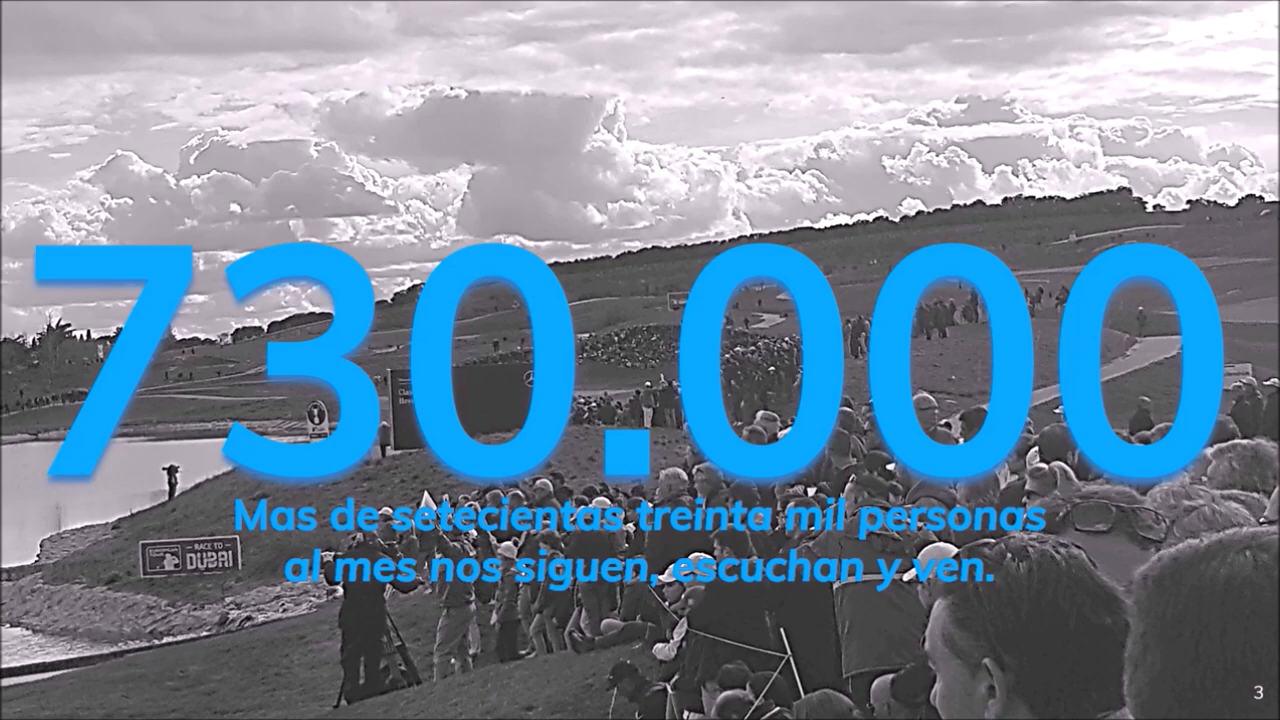 730.000
Mas de setecientas treinta mil personas
al mes nos siguen, escuchan y ven.
RACE TO
DUBAI
3